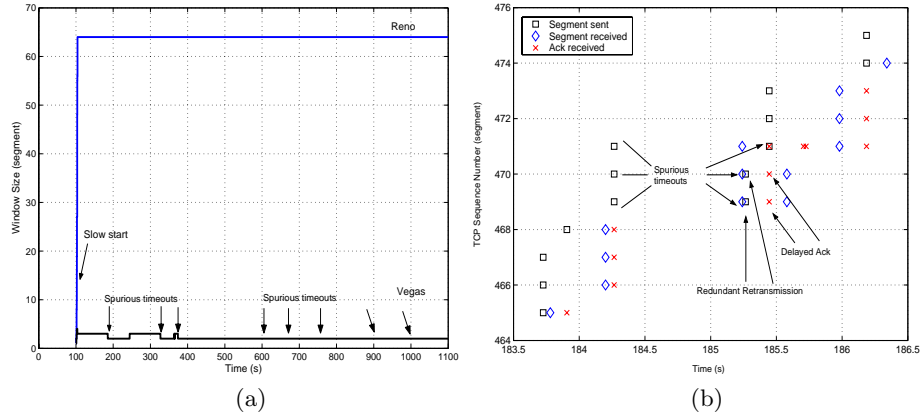 70
60
50
40
30
20
10
0
Window Size (segment)
0 100 200 300 400 500 600 700 800 900 1000 1100
Time (s)
Reno
Slow start
Spurious timeouts
Spurious timeouts
Vegas
(a)
Segment sent
Segment received
Ack received
476
474
472
470
468
466
464
TCP Sequence Number (segment)
183.5 184 184.5 185 185.5 186 186.5
Time (s)
Spurious
timeouts
Delayed Ack
Redundant Retransmission
(b)